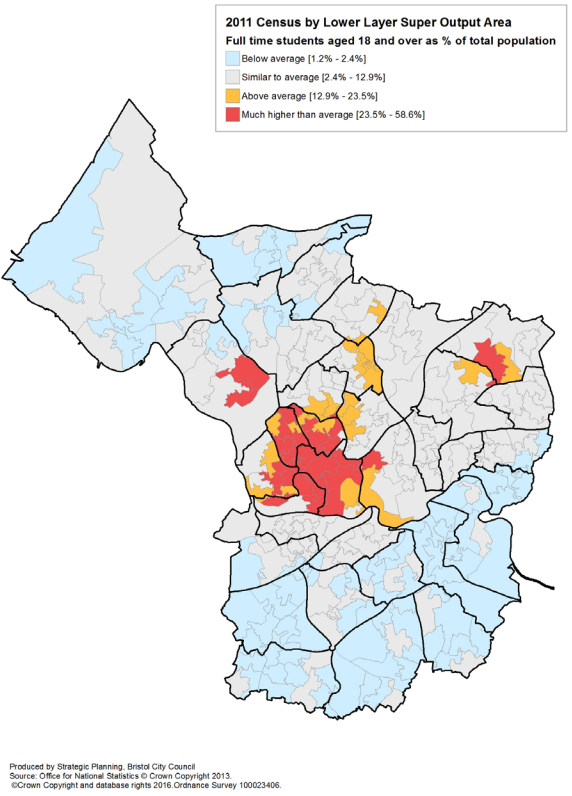 2011 Census by Lower Layer Super Output Area
Full time students aged 18 and over as % of total population
Below average [1.2% - 2.4%]
Similar to average [2.4% - 12.9%]
Above average [12.9% - 23.5%]
Much higher than average [23.5% - 58.6%]
Produced by Strategic Planning, Bristol City Council
Source: Office for National Statistics © Crown Copyright 2013.
©Crown Copyright and database rights 2016.Ordnance Survey 100023406.